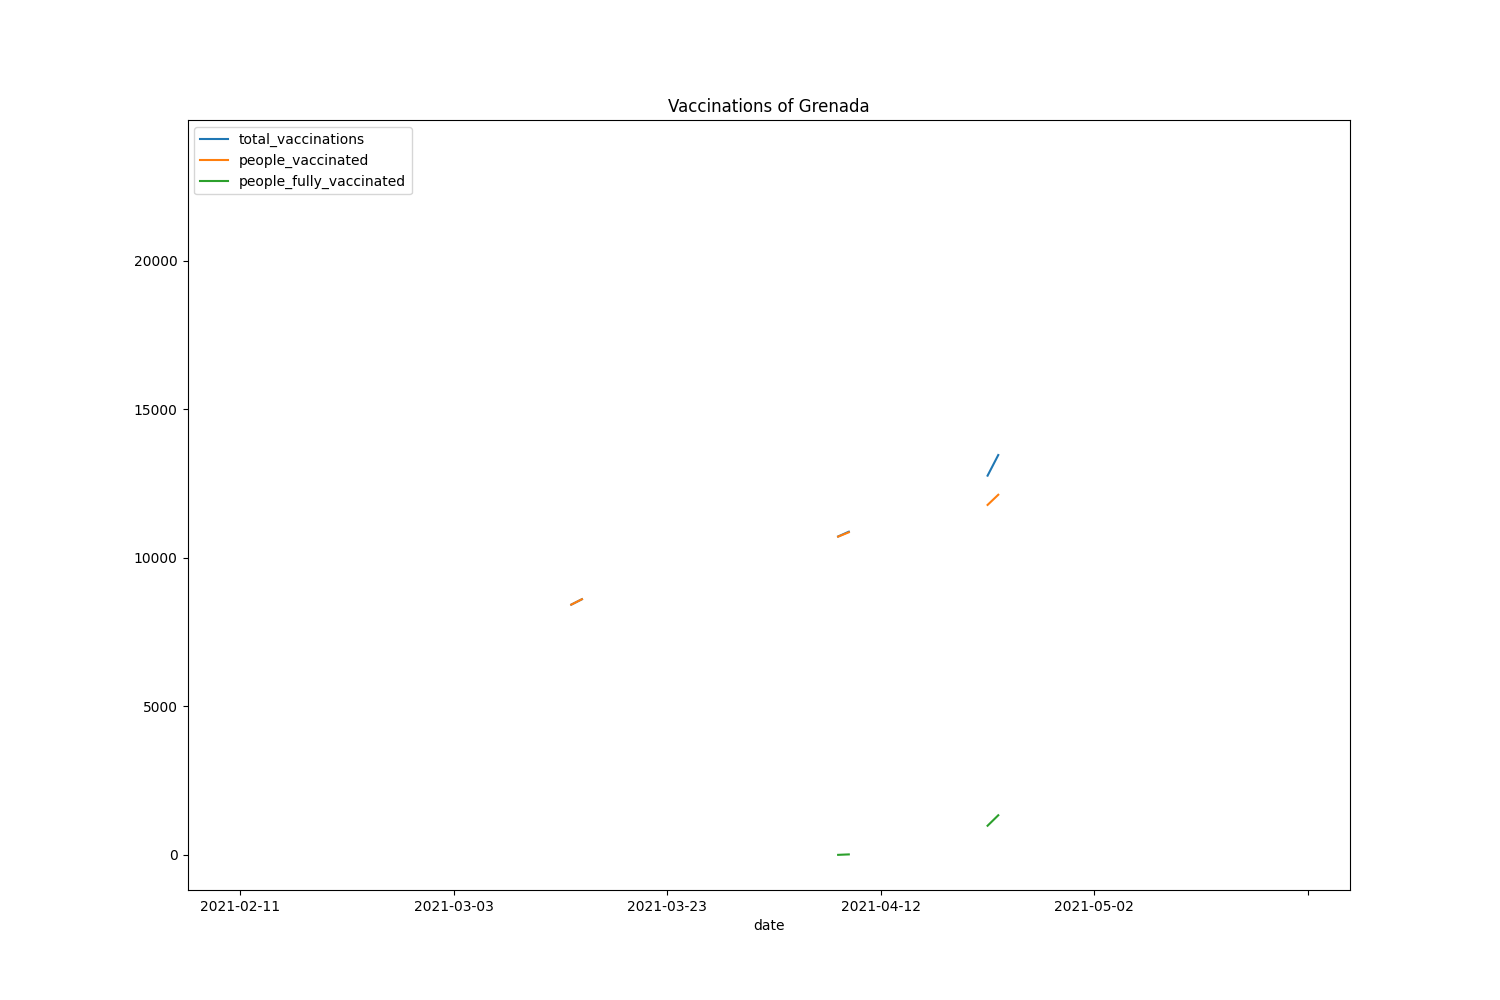 Vaccinations of Grenada
total_vaccinations
people_vaccinated
people_fully_vaccinated
20000
15000
10000
5000
0
2021-02-11 2021-03-03 2021-03-23 2021-04-12 2021-05-02
date